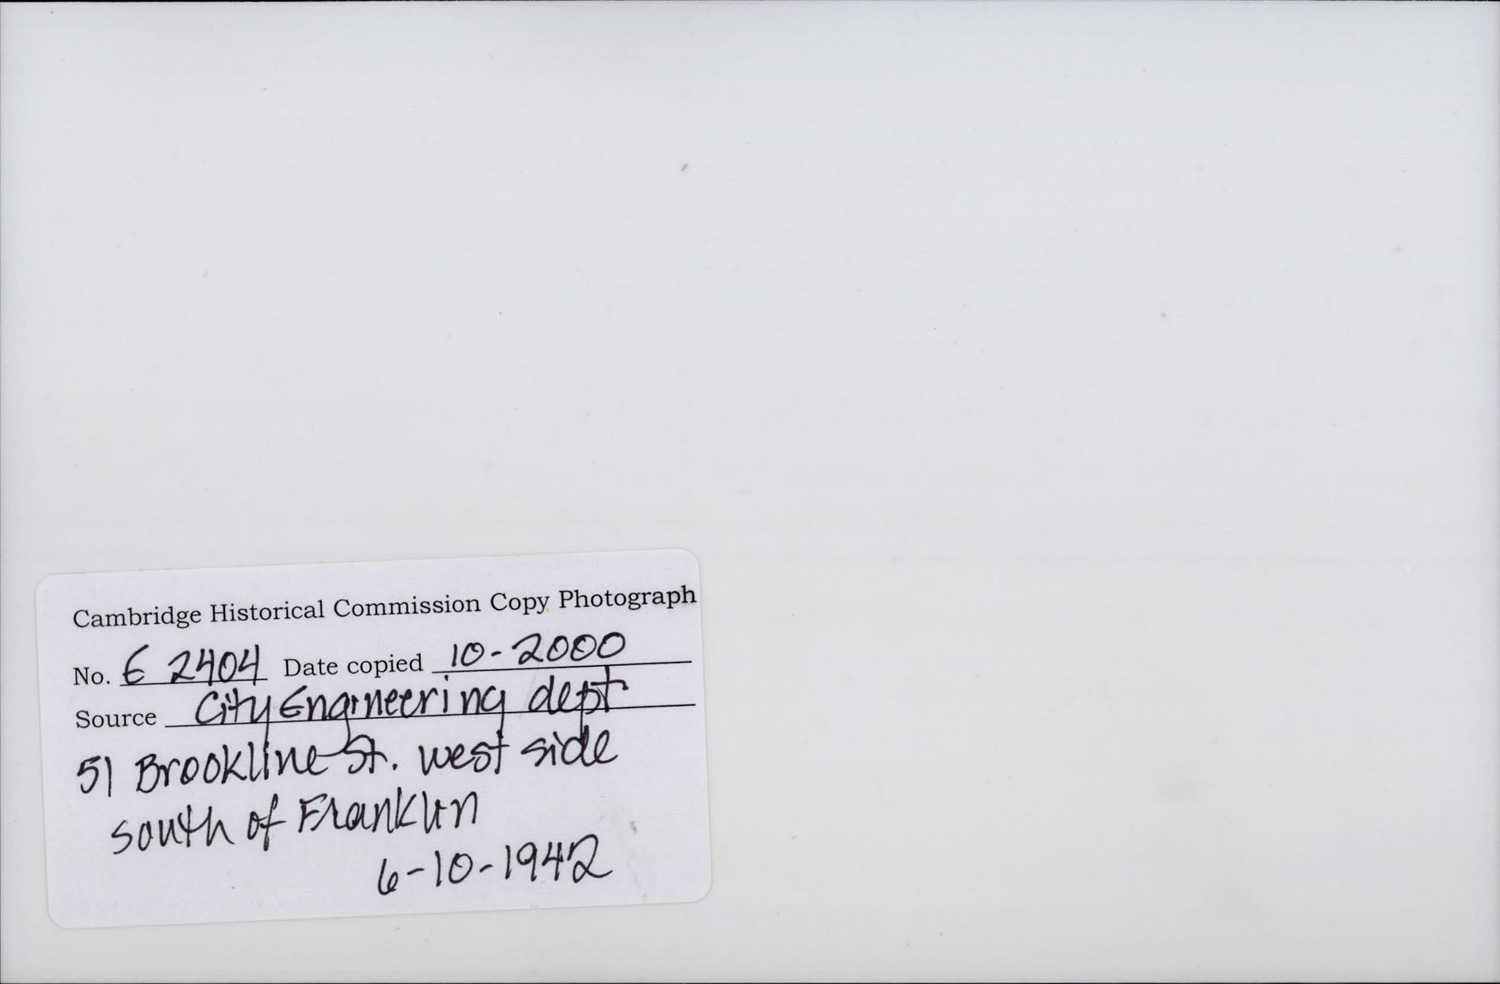 Cambridge Historical Commission Copy Photograph
No. E 2404 Date copied 10-2000
Source City Engineering dept
51 Brookline St. west side
south of Franklin
6-10-1942